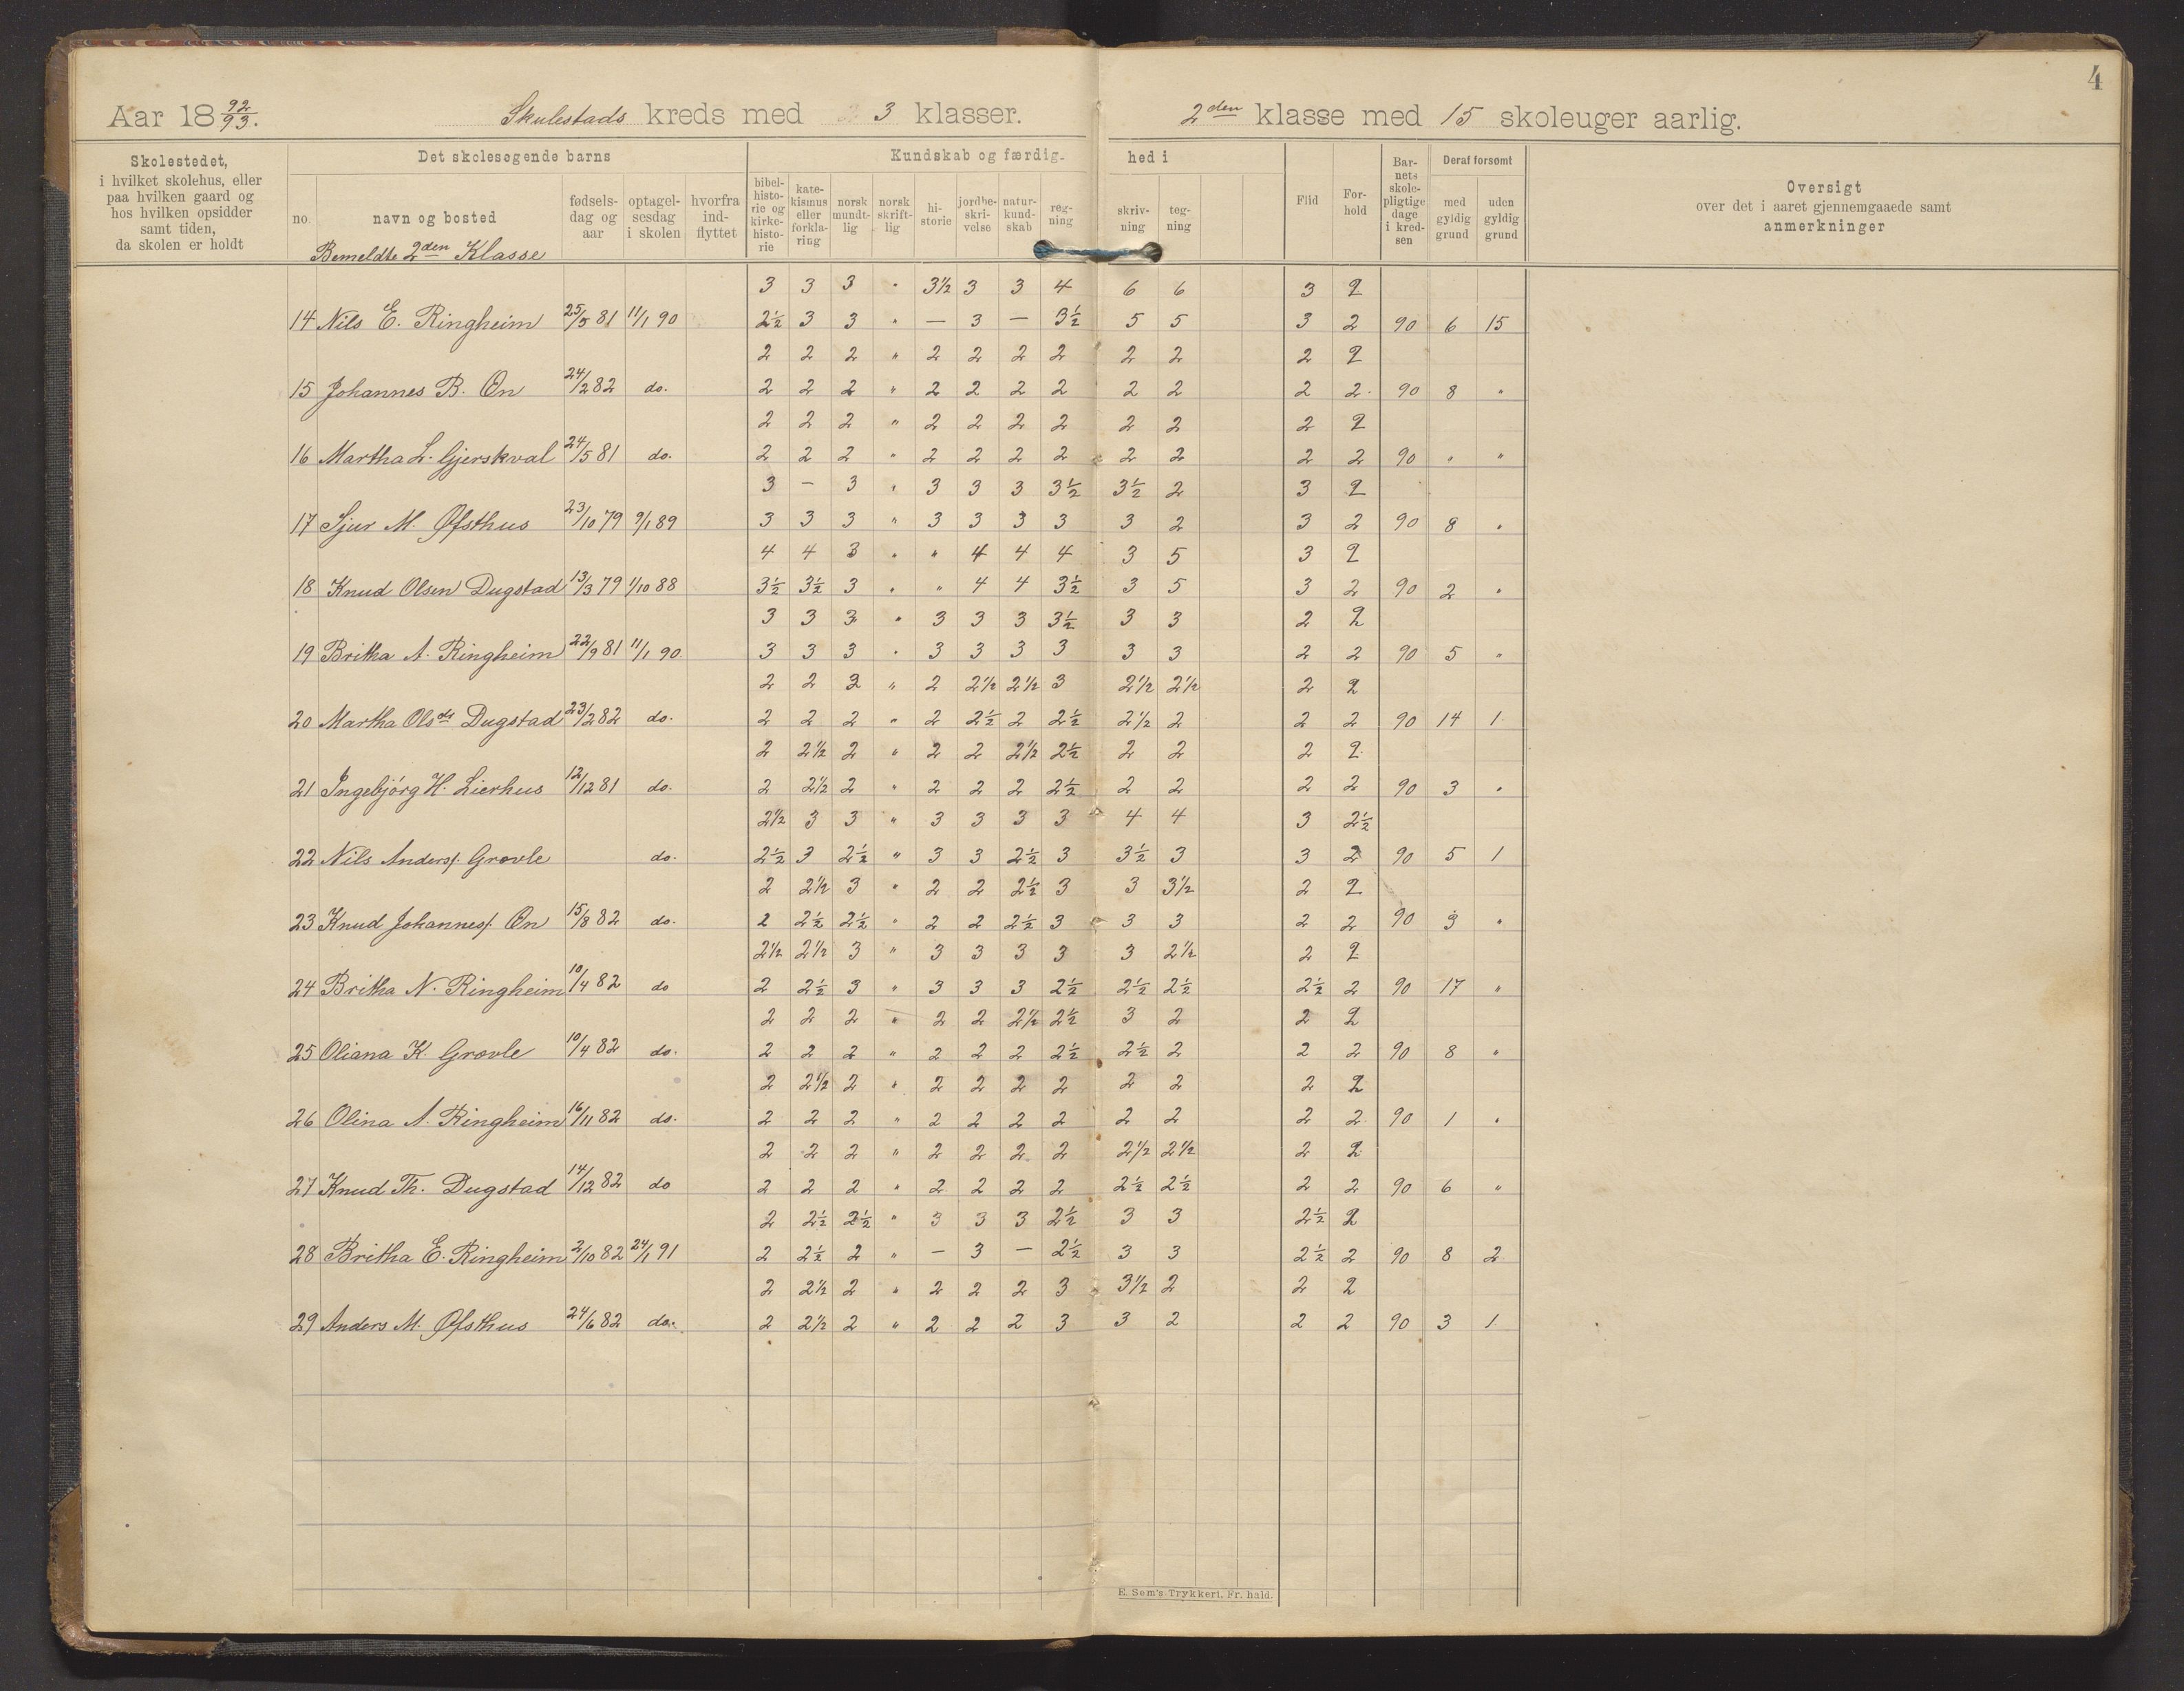 4
Aar 18 92/93. Skulestads kreds med 3 klasser. 2den klasse med 15 skoleuger aarlig.
Skolestedet, i hvilket skolehus, eller paa hvilken gaard og hos hvilken opsidder samt tiden, da skolen er holdt
Det skolesøgende barns
no. navn og bosted fødselsdag og aar optagelsesdag i skolen hvorfra indflyttet
Kundskab og færdighed i
bibelhistorie og kirkehistorie katekismus eller forklaring norsk mundtlig norsk skriftlig historie jordbeskrivelse naturkundskab regning skrivning tegning
Flid Forhold
Barnets skolepligtige dage i kredsen
Deraf forsømt
med gyldig grund uden gyldig grund
Oversigt over det i aaret gjennemgaaede samt anmerkninger
Bemeldte 2den Klasse
3 3 3 " 3½ 3 3 4 6 6 3 2
14 Nils E. Ringheim 25/5 81 11/1 90 2½ 3 3 " — 3 — 3½ 5 5 3 2 90 6 15
2 2 2 " 2 2 2 2 2 2 2 2
15 Johannes B. Øn 24/2 82 do. 2 2 2 " 2 2 2 2 2 2 2 2 90 8 "
2 2 2 " 2 2 2 2 2 2 2 2
16 Martha L. Gjerskval 24/5 81 do. 2 2 2 " 2 2 2 2 2 2 2 2 90 " "
3 — 3 " 3 3 3 3½ 3½ 2 3 2
17 Sjur M. Øfsthus 23/10 79 9/1 89 3 3 3 " 3 3 3 3 3 2 3 2 90 8 "
4 4 3 " " 4 4 4 3 5 3 2
18 Knud Olsen Dugstad 13/3 79 1/10 88 3½ 3½ 3 " " 4 4 3½ 3 5 3 2 90 2 "
3 3 3 " 3 3 3 3½ 3 3 2 2
19 Britha A. Ringheim 22/9 81 11/1 90 3 3 3 " 3 3 3 3 3 3 2 2 90 5 "
2 2 2 " 2 2½ 2½ 3 2½ 2½ 2 2
20 Martha Olsdr Dugstad 23/2 82 do. 2 2 2 " 2 2½ 2 2½ 2½ 2 2 2 90 14 1
2 2½ 2 " 2 2 2½ 2½ 2 2 2 2
21 Ingebjørg H. Lierhus 12/12 81 do. 2 2½ 2 " 2 2 2 2½ 2 2 2 2 90 3 "
2½ 3 3 " 3 3 3 3 4 4 3 2½
22 Nils Anders/. Grovle do. 2½ 3 2½ " 3 3 2½ 3 3½ 3 3 2 90 5 1
2 2½ 3 " 2 2 2½ 3 3 3½ 2 2
23 Knud Johannes/. Øn 15/8 82 do. 2 2½ 2½ " 2 2 2½ 3 3 3 2 2 90 3 "
2½ 2½ 3 " 3 3 3 3 3 2½ 2 2
24 Britha N. Ringheim 10/4 82 do 2 2½ 3 " 3 3 3 2½ 2½ 2½ 2½ 2 90 17 "
2 2 2 " 2 2 2½ 2½ 3 2 2 2
25 Oliana K. Grovle 10/4 82 do. 2 2 2 " 2 2 2 2½ 2½ 2 2 2 90 8 "
2 2½ 2 " 2 2 2 2 2 2 2 2
26 Olina A. Ringheim 16/11 82 do. 2 2 2 " 2 2 2 2 2 2 2 2 90 1 "
2 2 2 " 2 2 2 2 2½ 2½ 2 2
27 Knud Th. Dugstad 14/12 82 do 2 2 2 " 2 2 2 2 2½ 2½ 2 2 90 6 "
2 2½ 2½ " 3 3 3 2½ 3 3 2½ 2
28 Britha E. Ringheim 2/10 82 24/1 91 2 2½ 2 " — 3 — 2½ 3 3 2½ 2 90 8 2
2 2½ 2 " 2 2 2 3 3½ 2 2 2
29 Anders M. Øfsthus 24/6 82 do. 2 2½ 2 " 2 2 2 3 3 2 2 2 90 3 1
E. Sem's Trykkeri. Fr. hald.